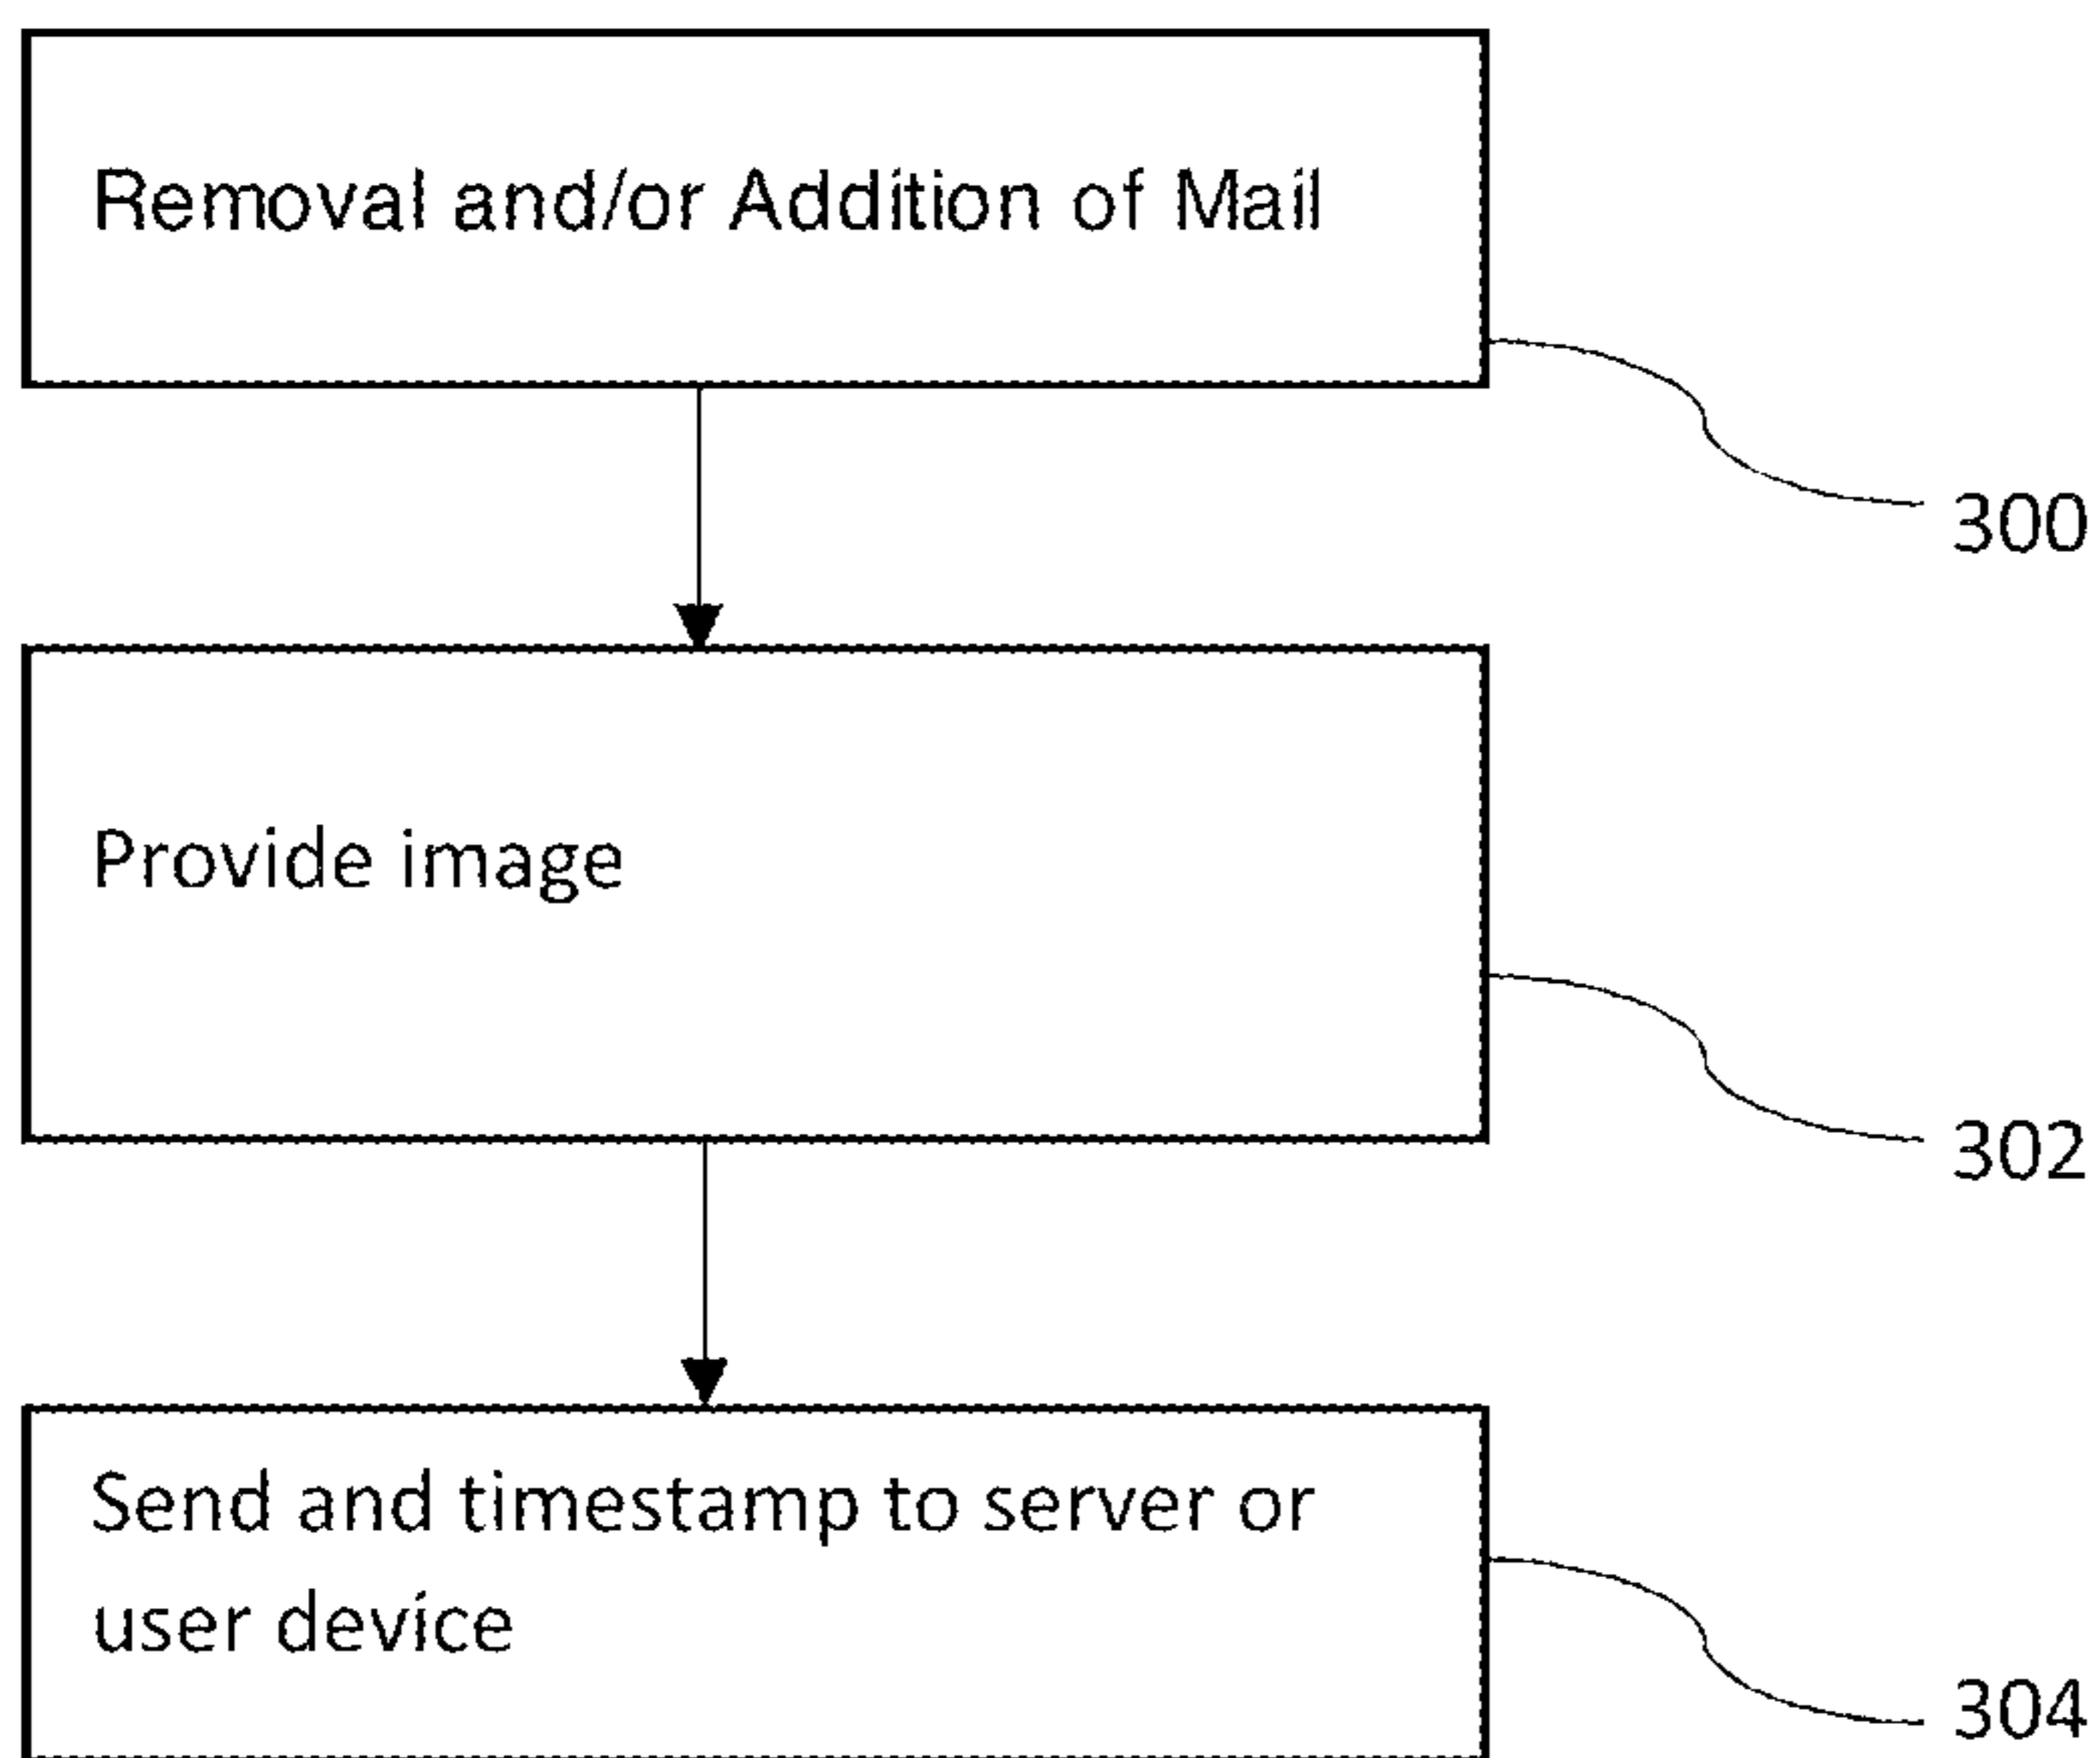 Removal and/or Addition of Mail
300
Provide image
302
Send and timestamp to server or
user device
304